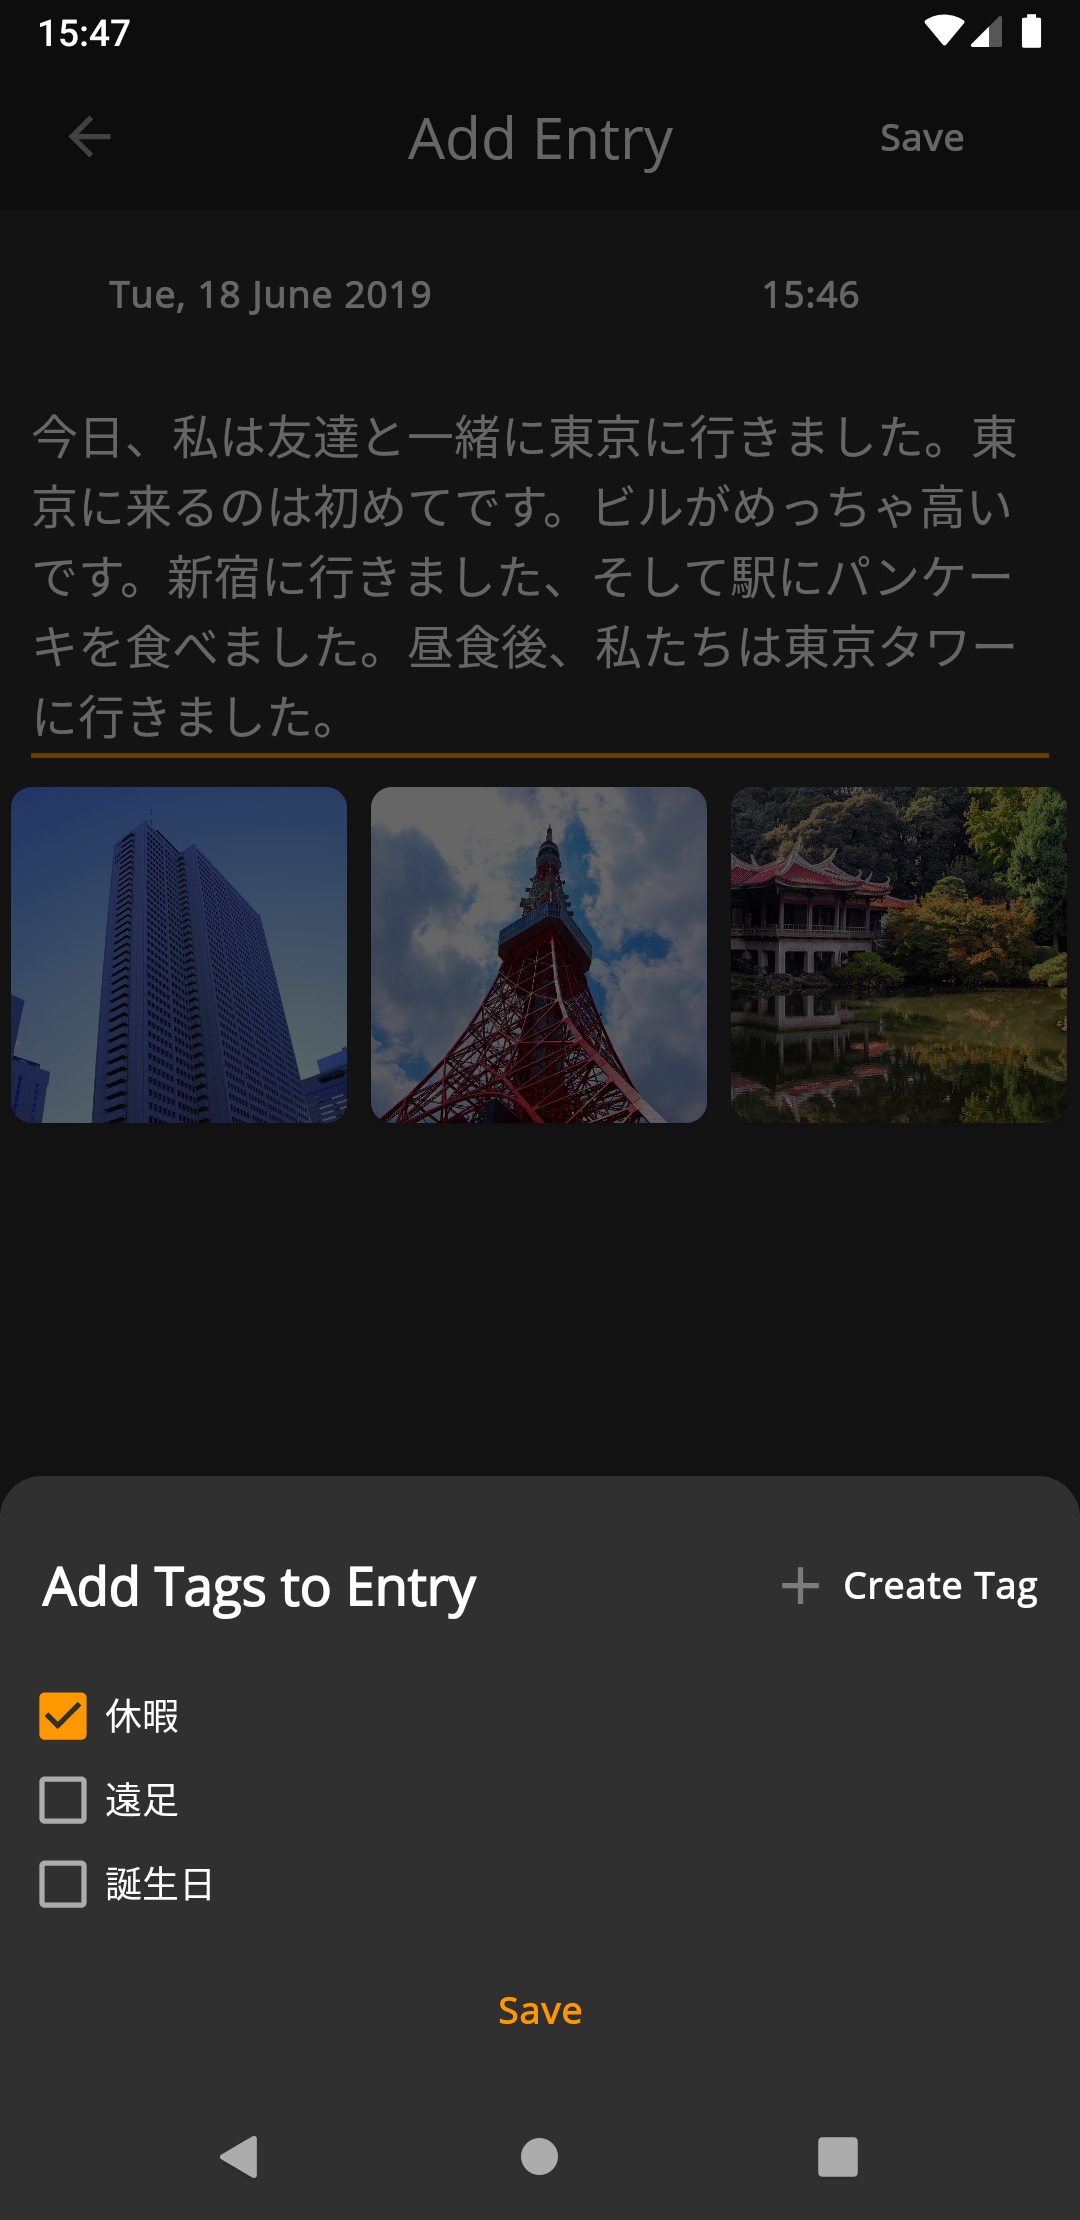 15:47
Add Entry
Save
Tue, 18 June 2019
15:46
今日、私は友達と一緒に東京に行きました。東
京に来るのは初めてです。ビルがめっちゃ高い
です。新宿に行きました、そして駅にパンケー
キを食べました。昼食後、私たちは東京タワー
に行きました。
Add Tags to Entry
Create Tag
休暇
遠足
誕生日
Save